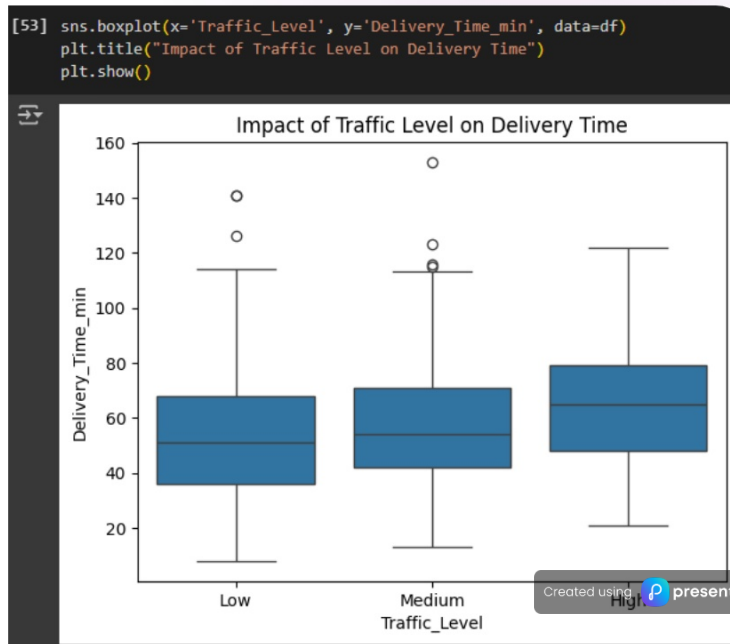 [53] sns.boxplot(x='Traffic_Level', y='Delivery_Time_min', data=df)
plt.title("Impact of Traffic Level on Delivery Time")
plt.show()
Impact of Traffic Level on Delivery Time
160
140
120
100
80
60
40
20
Delivery_Time_min
Low Medium High
Traffic_Level
Created using present